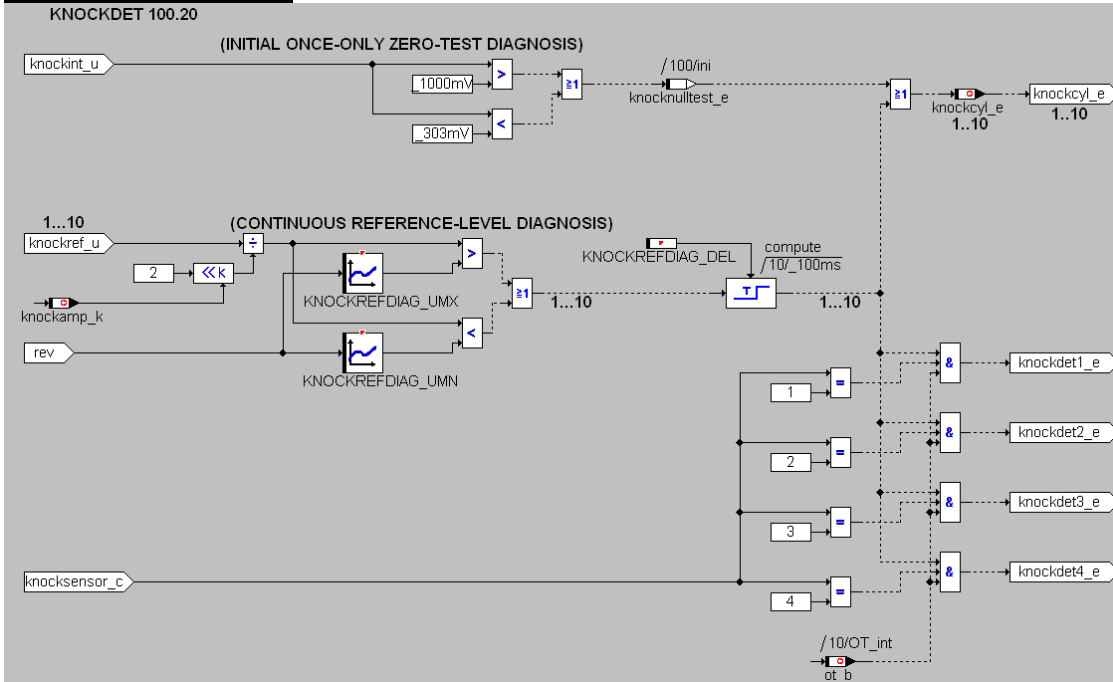 KNOCKDET 100.20
(INITIAL ONCE-ONLY ZERO-TEST DIAGNOSIS)
knockint_u
_1000mV
>
≥1
/100/ini
knocknulltest_e
≥1
knockcyl_e
1..10
knockcyl_e
1..10
_303mV
<
1...10
(CONTINUOUS REFERENCE-LEVEL DIAGNOSIS)
knockref_u
÷
2
<<k
knockamp_k
KNOCKREFDIAG_UMX
>
≥1
1...10
KNOCKREFDIAG_DEL
compute
/10/_100ms
T
1...10
rev
KNOCKREFDIAG_UMN
<
1
=
&
knockdet1_e
2
=
&
knockdet2_e
3
=
&
knockdet3_e
knocksensor_c
4
=
&
knockdet4_e
/10/OT_int
ot_b